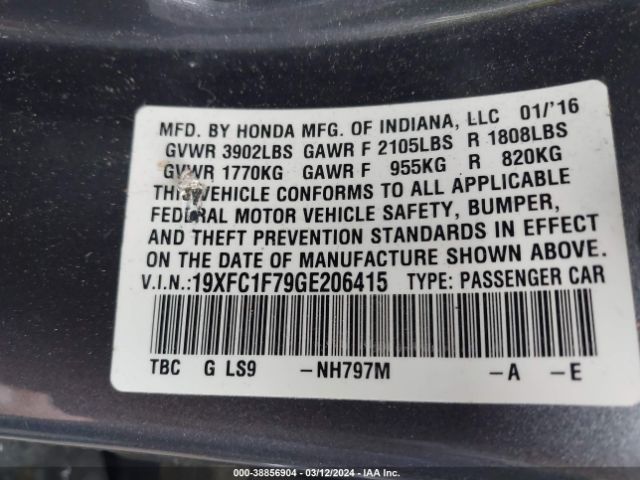 MFD. BY HONDA MFG. OF INDIANA, LLC 01/'16
GVWR 3902LBS GAWR F 2105LBS R 1808LBS
GVWR 1770KG GAWR F 955KG R 820KG
THIS VEHICLE CONFORMS TO ALL APPLICABLE
FEDERAL MOTOR VEHICLE SAFETY, BUMPER,
AND THEFT PREVENTION STANDARDS IN EFFECT
ON THE DATE OF MANUFACTURE SHOWN ABOVE.
V.I.N.:19XFC1F79GE206415 TYPE: PASSENGER CAR
TBC G LS9 -NH797M -A -E
000-38856904 - 03/12/2024 - IAA Inc.